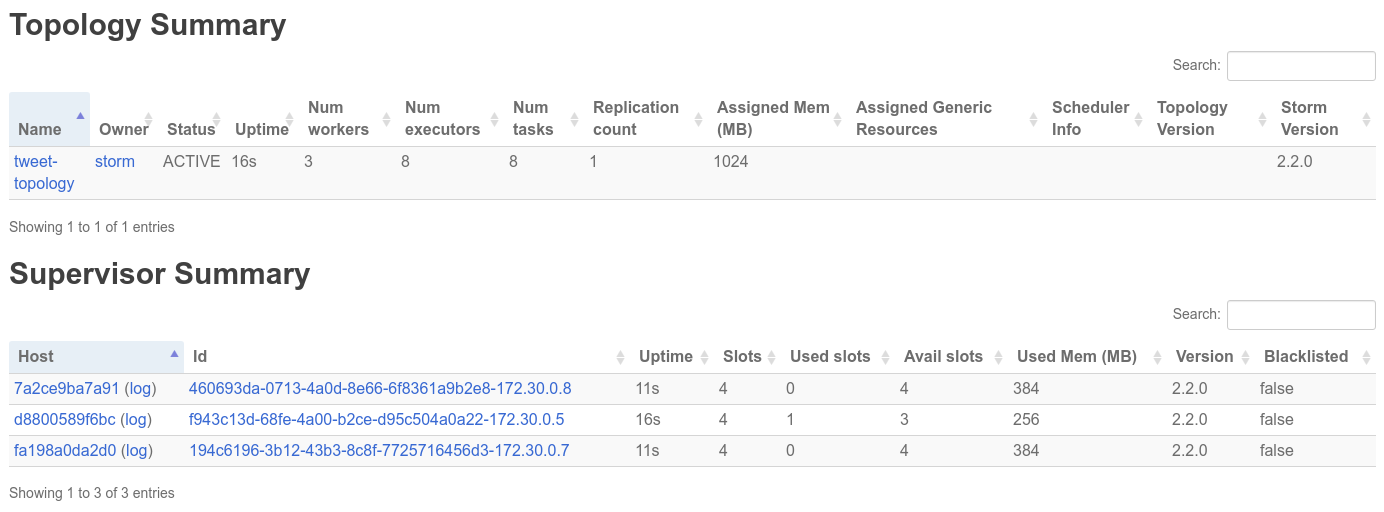 Topology Summary
Search:
Name Owner Status Uptime Num workers Num executors Num tasks Replication count Assigned Mem (MB) Assigned Generic Resources Scheduler Info Topology Version Storm Version
tweet-topology storm ACTIVE 16s 3 8 8 1 1024 2.2.0
Showing 1 to 1 of 1 entries
Supervisor Summary
Search:
Host Id Uptime Slots Used slots Avail slots Used Mem (MB) Version Blacklisted
7a2ce9ba7a91 (log) 460693da-0713-4a0d-8e66-6f8361a9b2e8-172.30.0.8 11s 4 0 4 384 2.2.0 false
d8800589f6bc (log) f943c13d-68fe-4a00-b2ce-d95c504a0a22-172.30.0.5 16s 4 1 3 256 2.2.0 false
fa198a0da2d0 (log) 194c6196-3b12-43b3-8c8f-7725716456d3-172.30.0.7 11s 4 0 4 384 2.2.0 false
Showing 1 to 3 of 3 entries